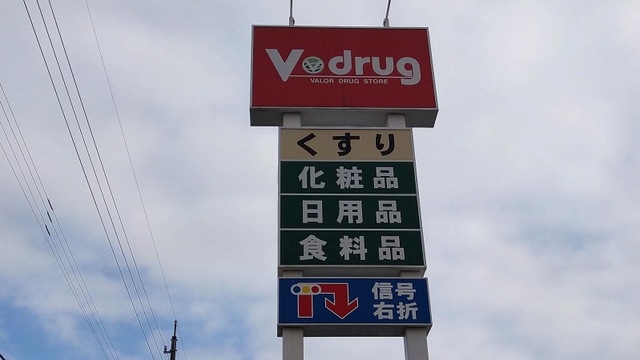 V drug
VALOR DRUG STORE
くすり
化粧品
日用品
食料品
信号
右折